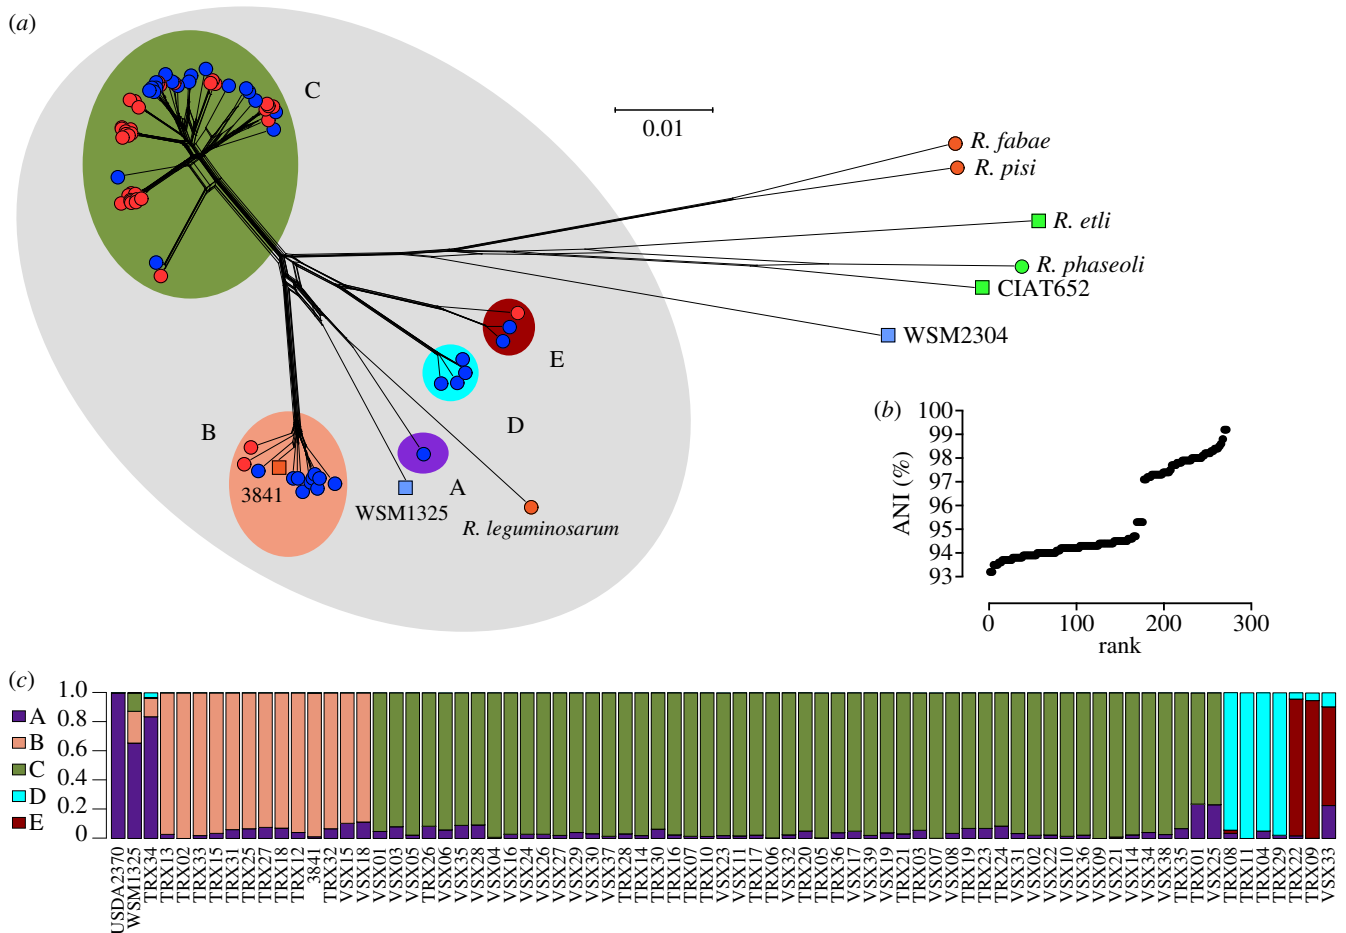 (a)
C
0.01
R. fabae
R. pisi
R. etli
R. phaseoli
CIAT652
WSM2304
E
D
B
3841
A
WSM1325
R. leguminosarum
(b)
100
99
98
97
96
95
94
93
ANI (%)
0 100 200 300
rank
(c)
1.0
0.8
0.6
0.4
0.2
0
A
B
C
D
E
USDA2370
WSM1325
TRX34
TRX13
TRX02
TRX33
TRX15
TRX31
TRX25
TRX27
TRX18
TRX12
3841
TRX32
VSX15
VSX18
VSX01
VSX03
VSX05
TRX26
VSX06
VSX35
VSX28
VSX04
VSX16
VSX24
VSX26
VSX27
VSX29
VSX30
VSX37
TRX28
TRX14
TRX30
TRX16
TRX07
TRX10
VSX23
VSX11
TRX17
TRX06
VSX32
TRX20
TRX05
TRX36
VSX17
VSX39
VSX19
TRX21
TRX03
VSX07
VSX08
TRX19
TRX23
TRX24
VSX31
VSX02
VSX22
VSX10
VSX36
VSX09
VSX21
VSX14
VSX34
VSX38
TRX35
TRX01
VSX25
TRX08
TRX11
TRX04
TRX29
TRX22
TRX09
VSX33